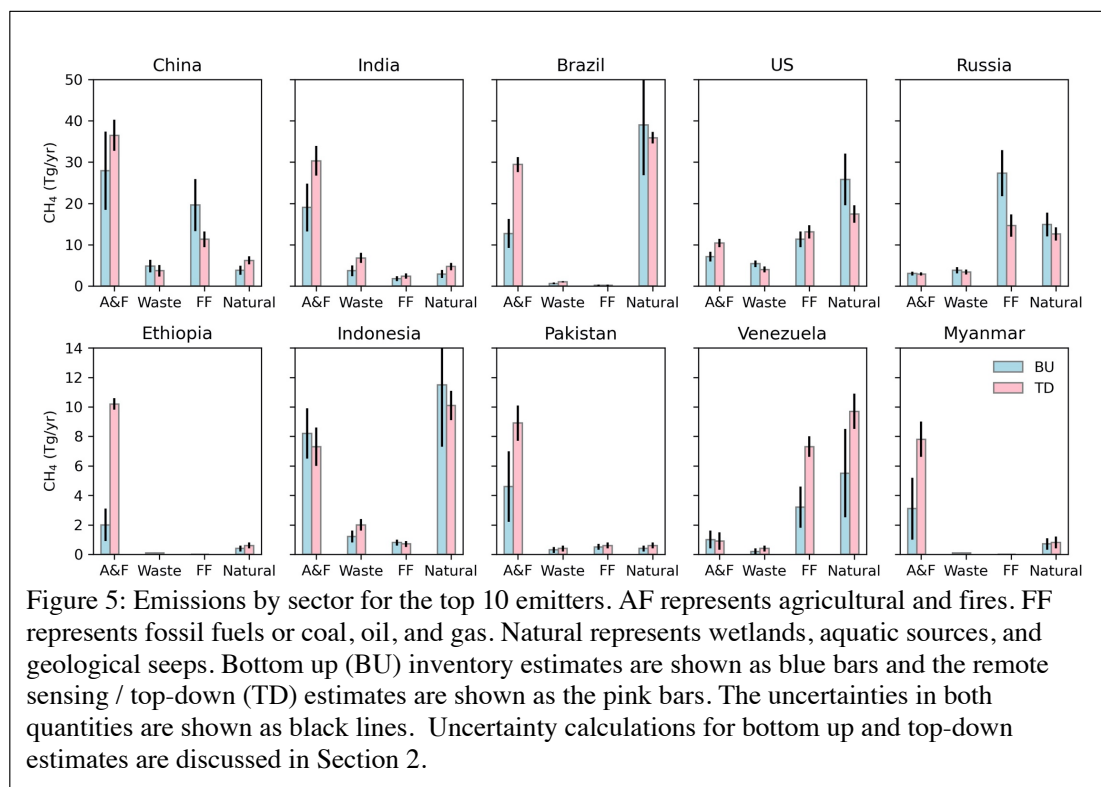 China India Brazil US Russia
50
40
30
20
10
0
CH₄ (Tg/yr)
A&F Waste FF Natural A&F Waste FF Natural A&F Waste FF Natural A&F Waste FF Natural A&F Waste FF Natural
Ethiopia Indonesia Pakistan Venezuela Myanmar
14
12
10
8
6
4
2
0
CH₄ (Tg/yr)
BU
TD
A&F Waste FF Natural A&F Waste FF Natural A&F Waste FF Natural A&F Waste FF Natural A&F Waste FF Natural
Figure 5: Emissions by sector for the top 10 emitters. AF represents agricultural and fires. FF
represents fossil fuels or coal, oil, and gas. Natural represents wetlands, aquatic sources, and
geological seeps. Bottom up (BU) inventory estimates are shown as blue bars and the remote
sensing / top-down (TD) estimates are shown as the pink bars. The uncertainties in both
quantities are shown as black lines.  Uncertainty calculations for bottom up and top-down
estimates are discussed in Section 2.